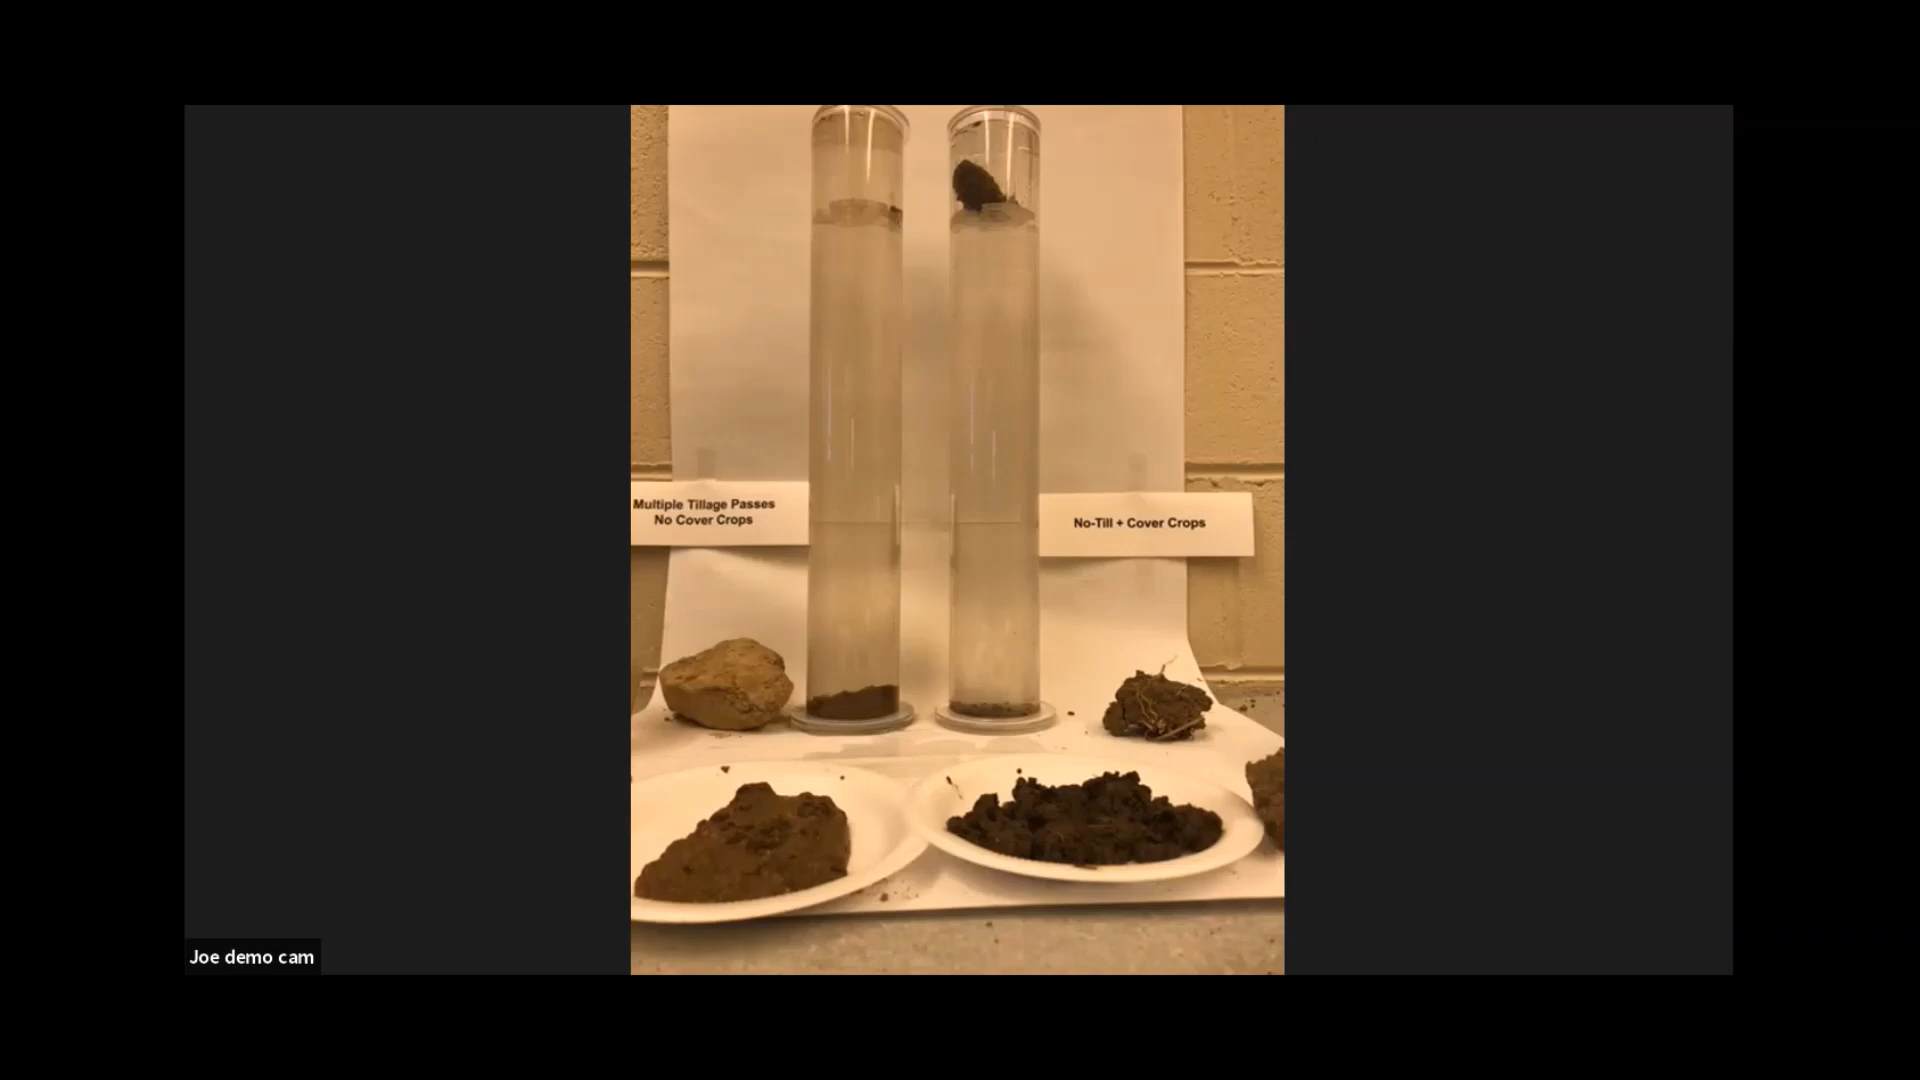 Multiple Tillage Passes
No Cover Crops
No-Till + Cover Crops
Joe demo cam